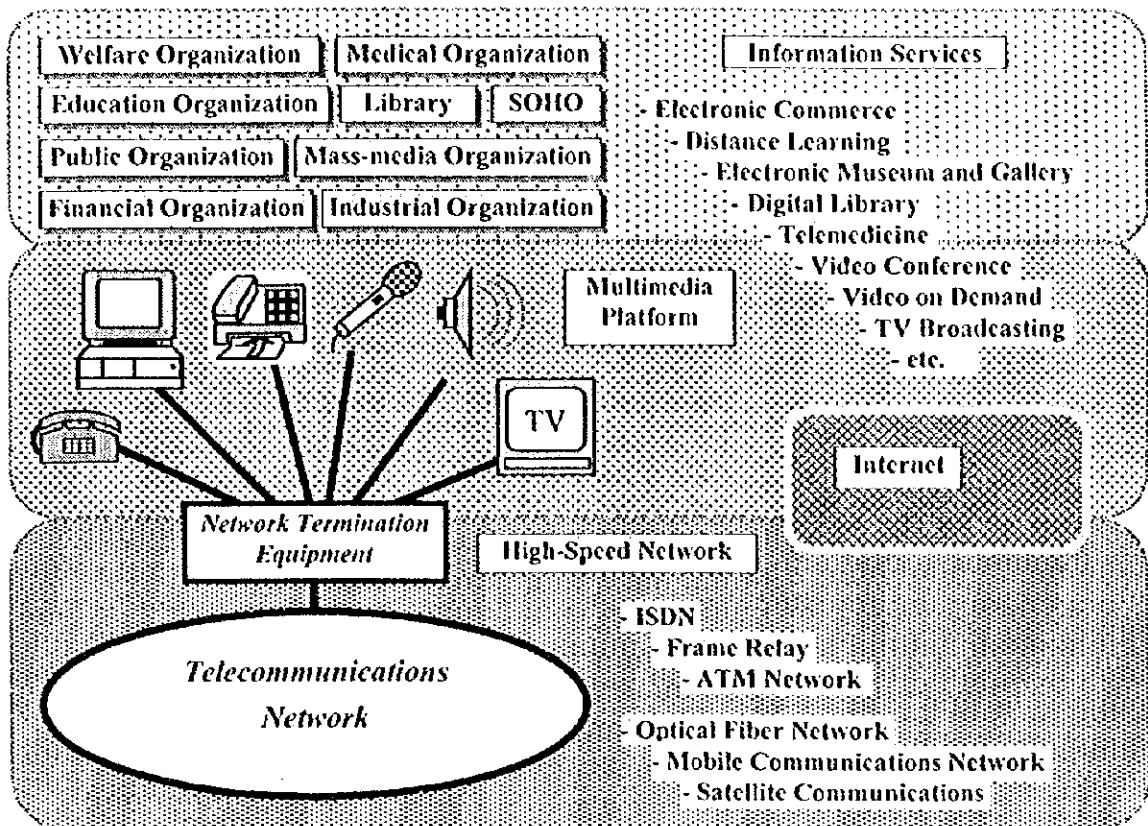 Welfare Organization
Medical Organization
Education Organization
Library
SOHO
Public Organization
Mass-media Organization
Financial Organization
Industrial Organization
Information Services
- Electronic Commerce
- Distance Learning
- Electronic Museum and Gallery
- Digital Library
- Telemedicine
- Video Conference
- Video on Demand
- TV Broadcasting
- etc.
Multimedia
Platform
TV
Internet
Network Termination
Equipment
High-Speed Network
Telecommunications
Network
- ISDN
- Frame Relay
- ATM Network
- Optical Fiber Network
- Mobile Communications Network
- Satellite Communications